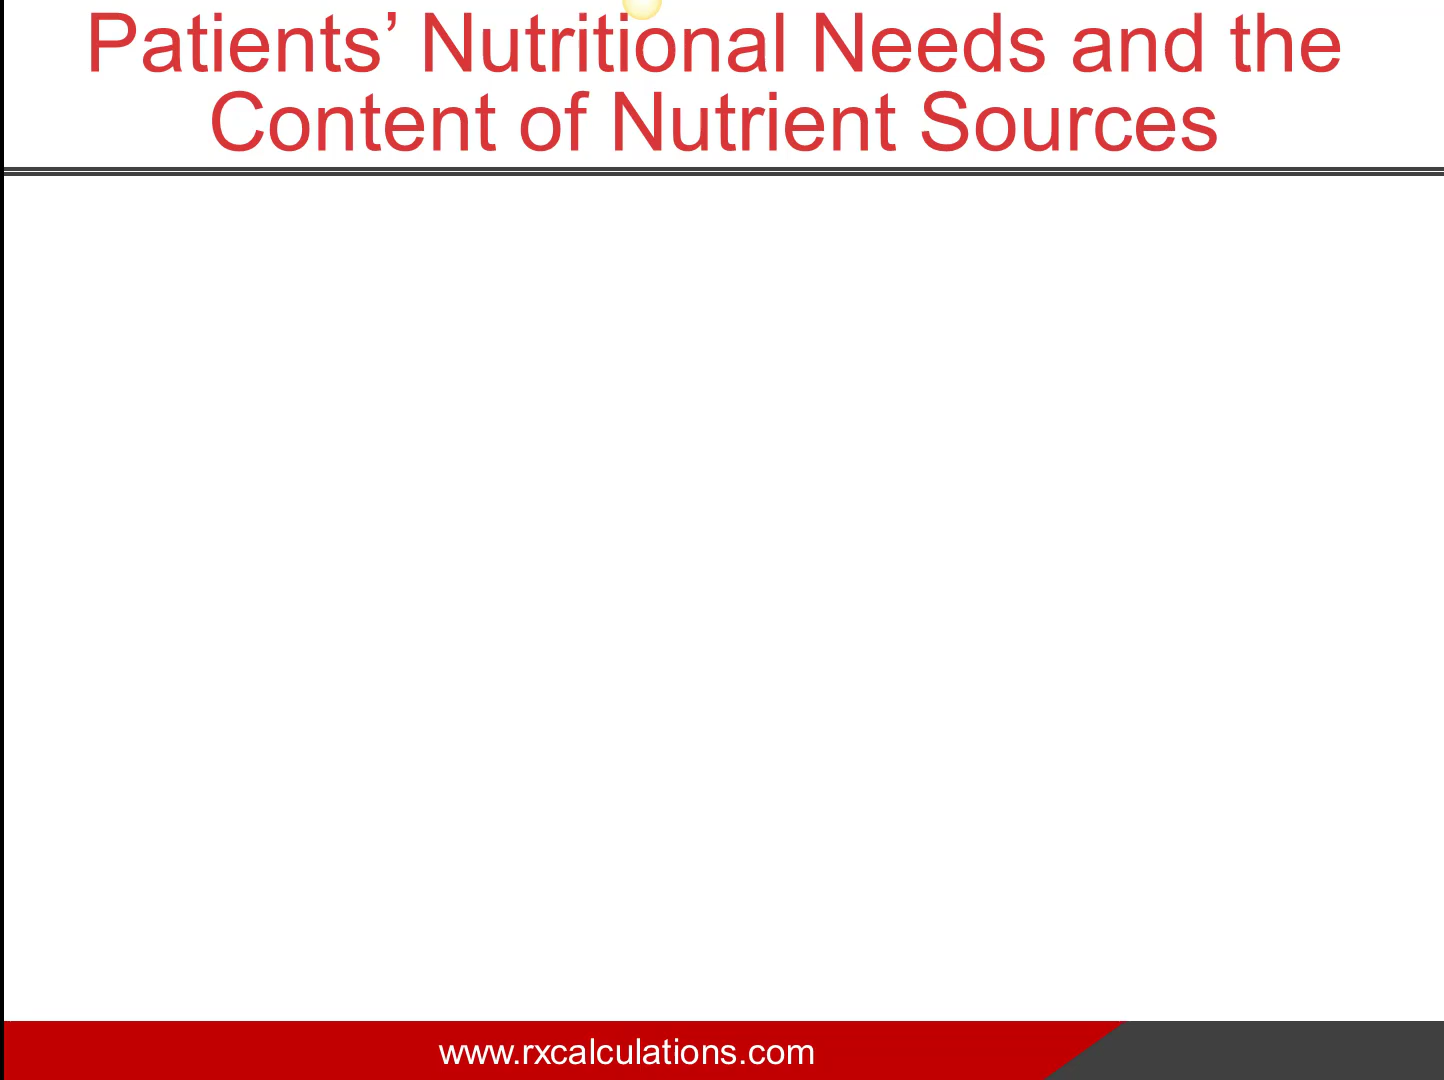 Patients’ Nutritional Needs and the
Content of Nutrient Sources
www.rxcalculations.com